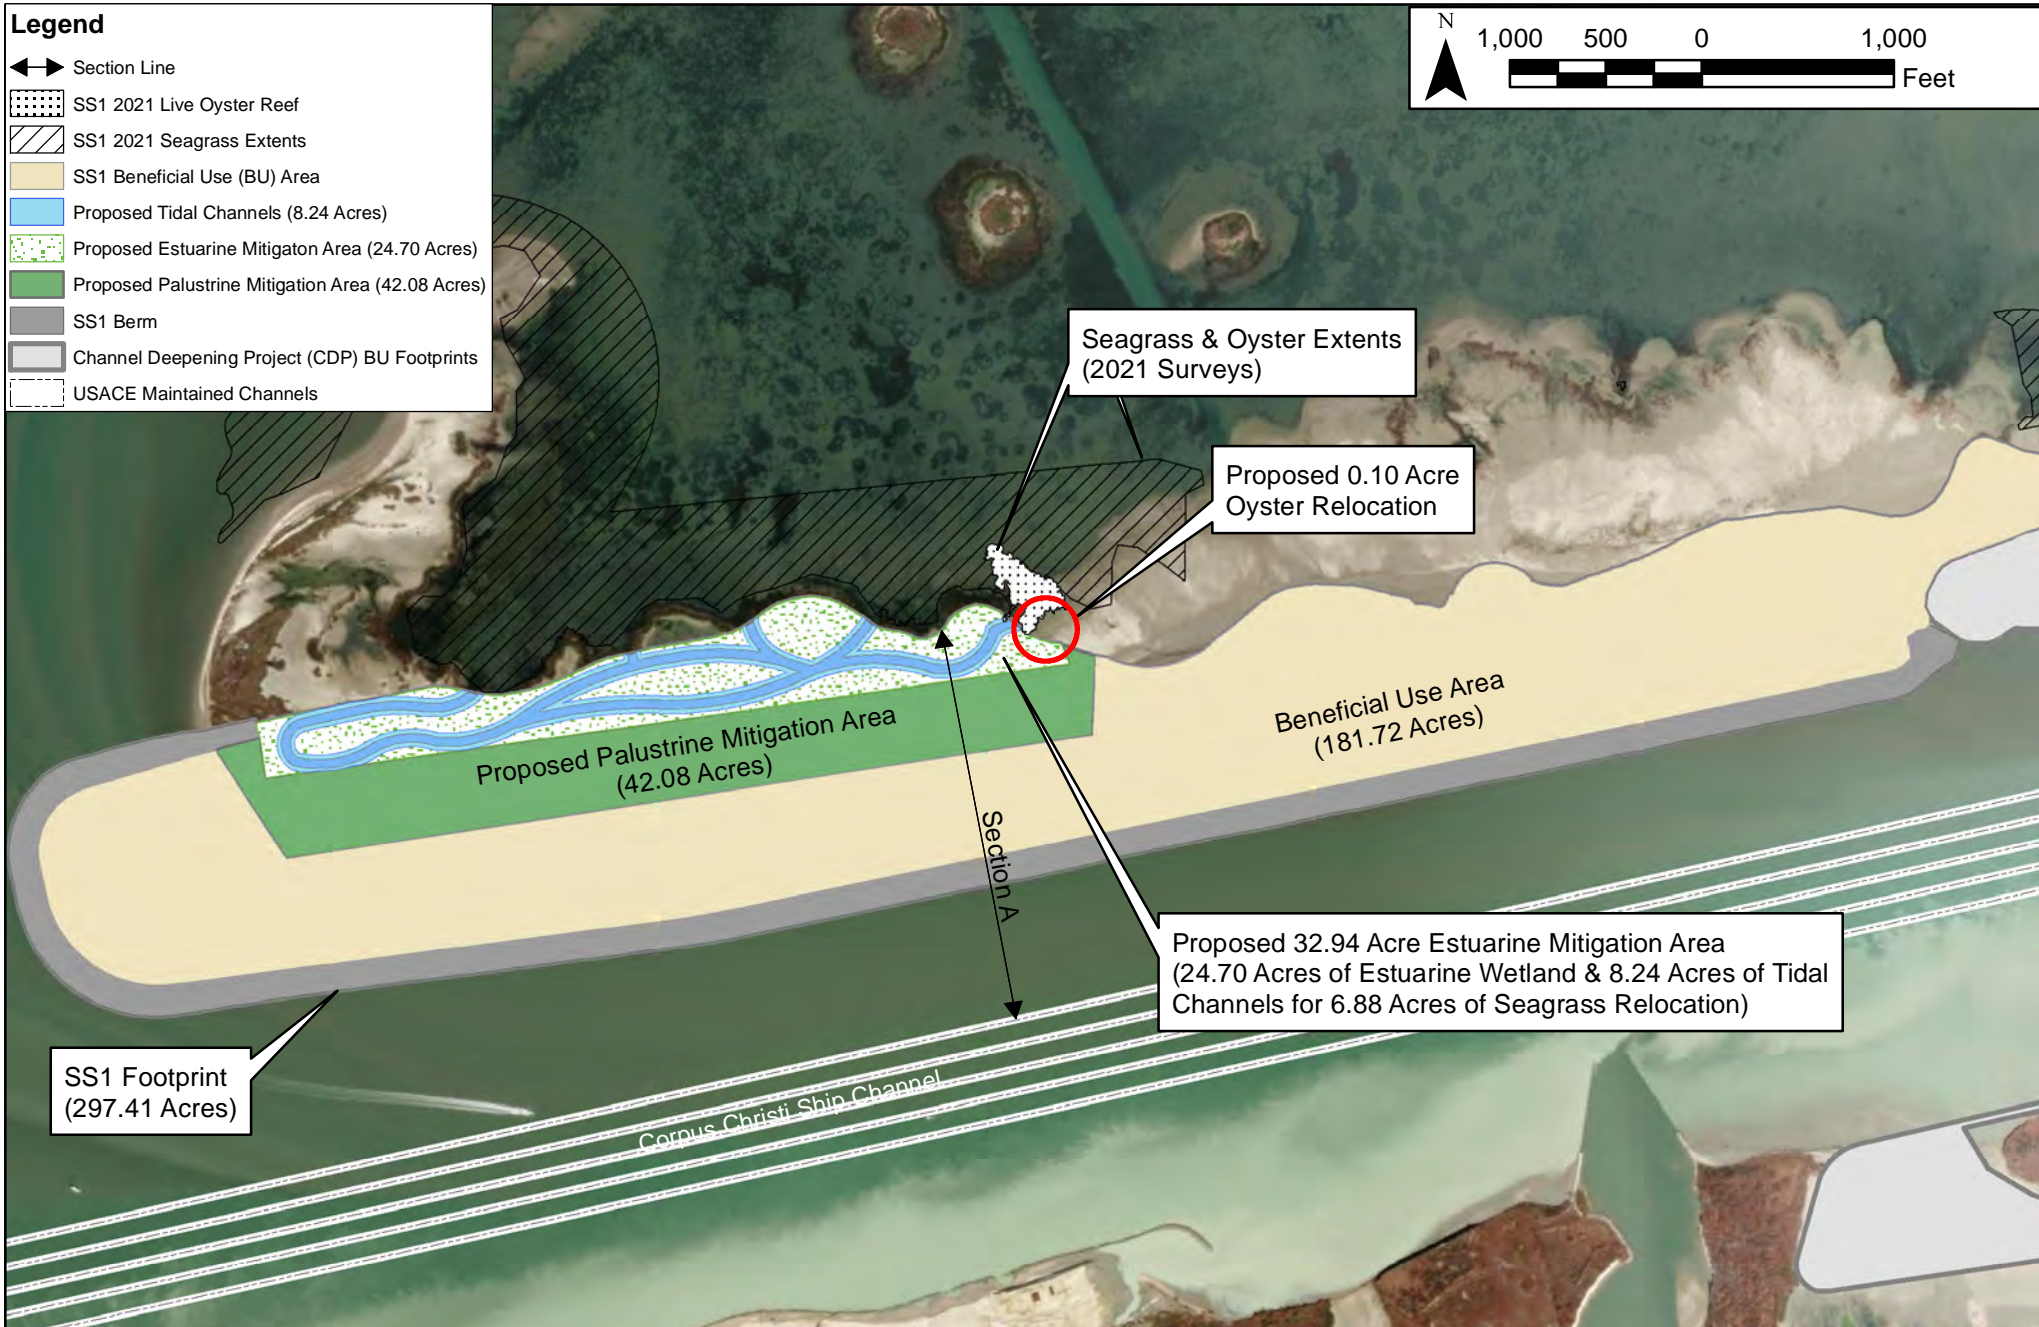 Legend
Section Line
SS1 2021 Live Oyster Reef
SS1 2021 Seagrass Extents
SS1 Beneficial Use (BU) Area
Proposed Tidal Channels (8.24 Acres)
Proposed Estuarine Mitigaton Area (24.70 Acres)
Proposed Palustrine Mitigation Area (42.08 Acres)
SS1 Berm
Channel Deepening Project (CDP) BU Footprints
USACE Maintained Channels
N
1,000 500 0 1,000
Feet
Seagrass & Oyster Extents
(2021 Surveys)
Proposed 0.10 Acre
Oyster Relocation
Beneficial Use Area
(181.72 Acres)
Proposed Palustrine Mitigation Area
(42.08 Acres)
Section A
Proposed 32.94 Acre Estuarine Mitigation Area
(24.70 Acres of Estuarine Wetland & 8.24 Acres of Tidal
Channels for 6.88 Acres of Seagrass Relocation)
SS1 Footprint
(297.41 Acres)
Corpus Christi Ship Channel